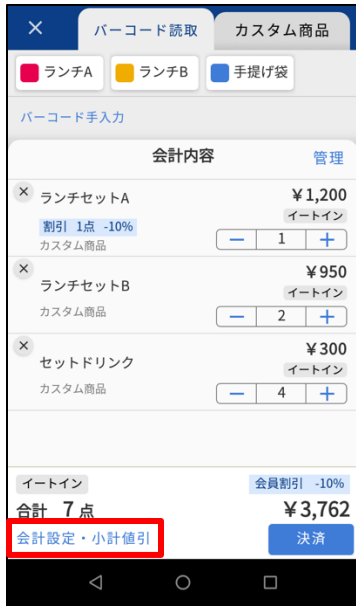 バーコード読取 カスタム商品
ランチA ランチB 手提げ袋
バーコード手入力
会計内容 管理
ランチセットA ¥1,200
イートイン
割引 1点 -10%
カスタム商品 1
¥950
ランチセットB イートイン
カスタム商品 2
¥300
セットドリンク イートイン
カスタム商品 4
イートイン 会員割引 -10%
合計 7点 ¥3,762
会計設定・小計値引 決済